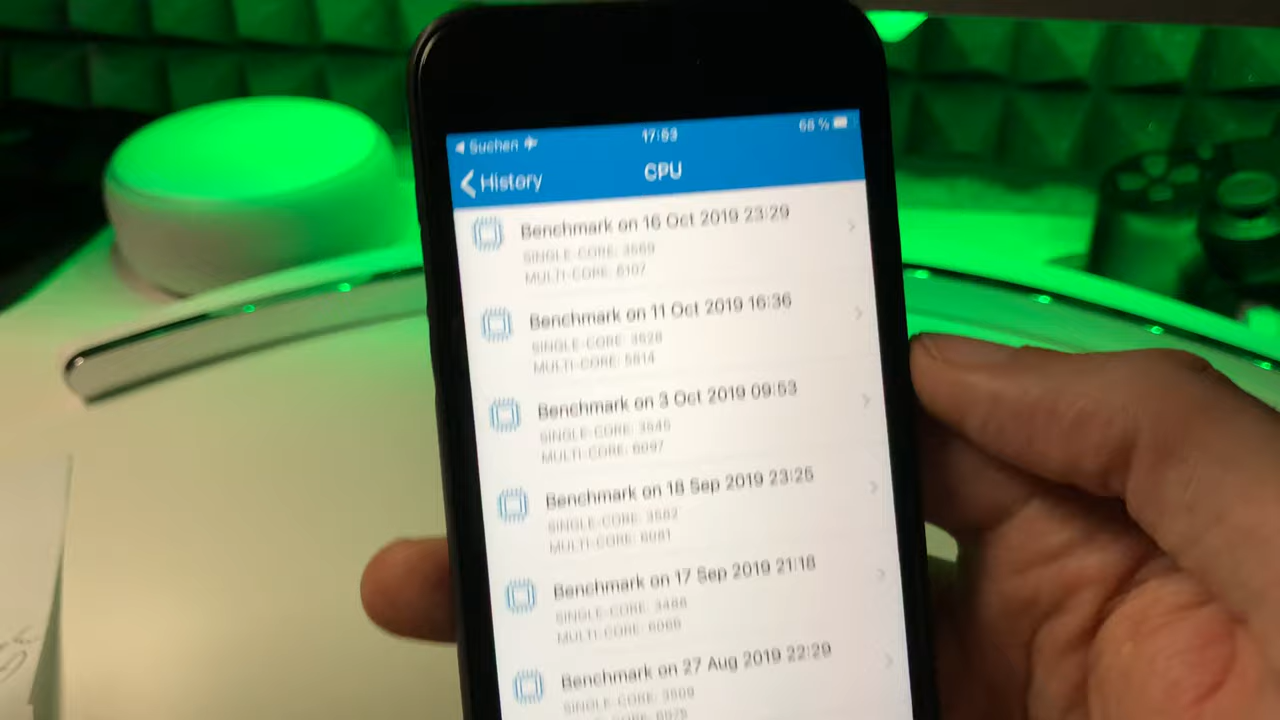 Suchen
17:53
68 %
History
CPU
Benchmark on 16 Oct 2019 23:29
SINGLE-CORE: 3569
MULTI-CORE: 6107
Benchmark on 11 Oct 2019 16:36
SINGLE-CORE: 3528
MULTI-CORE: 5814
Benchmark on 3 Oct 2019 09:53
SINGLE-CORE: 3545
MULTI-CORE: 6097
Benchmark on 18 Sep 2019 23:25
SINGLE-CORE: 3582
MULTI-CORE: 6081
Benchmark on 17 Sep 2019 21:18
SINGLE-CORE: 3488
MULTI-CORE: 6066
Benchmark on 27 Aug 2019 22:29
SINGLE-CORE: 3509
MULTI-CORE: 6075